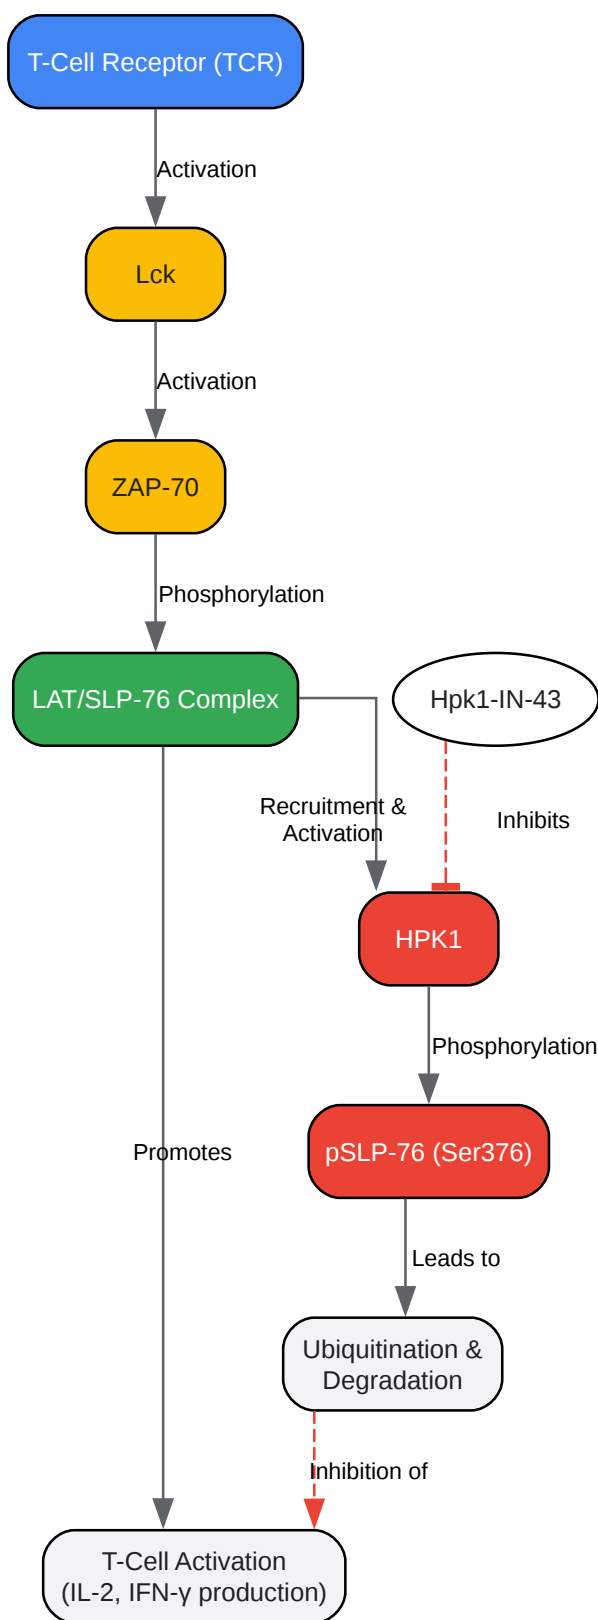 T-Cell Receptor (TCR)
Activation
Lck
Activation
ZAP-70
Phosphorylation
LAT/SLP-76 Complex
Hpk1-IN-43
Recruitment &
Activation
Inhibits
HPK1
Phosphorylation
pSLP-76 (Ser376)
Promotes
Leads to
Ubiquitination &
Degradation
Inhibition of
T-Cell Activation
(IL-2, IFN-γ production)